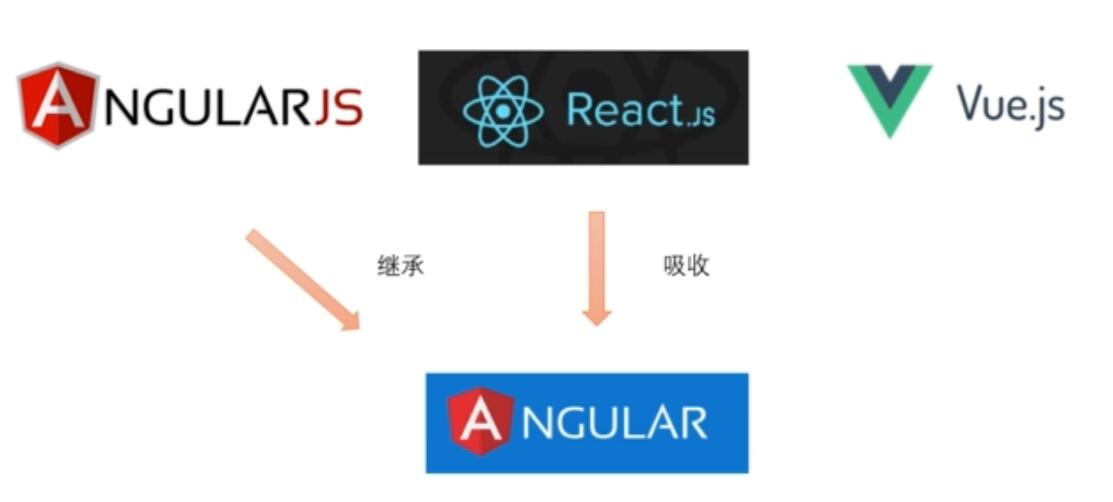 ANGULARJS
React.JS
Vue.js
继承
吸收
ANGULAR